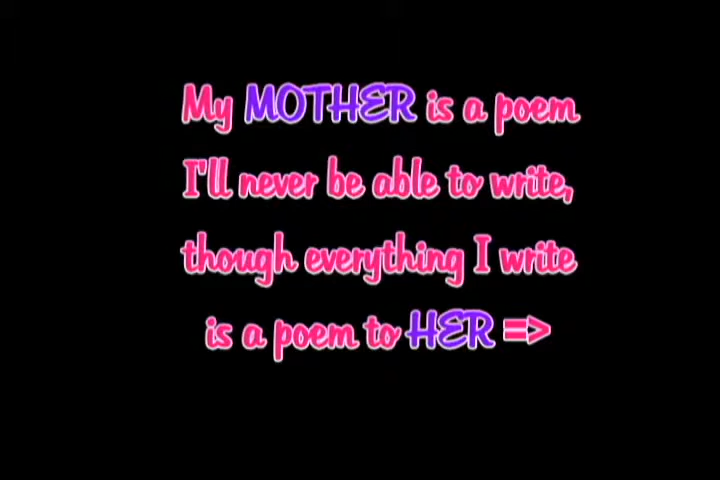 My MOTHER is a poem
I'll never be able to write,
though everything I write
is a poem to HER =>